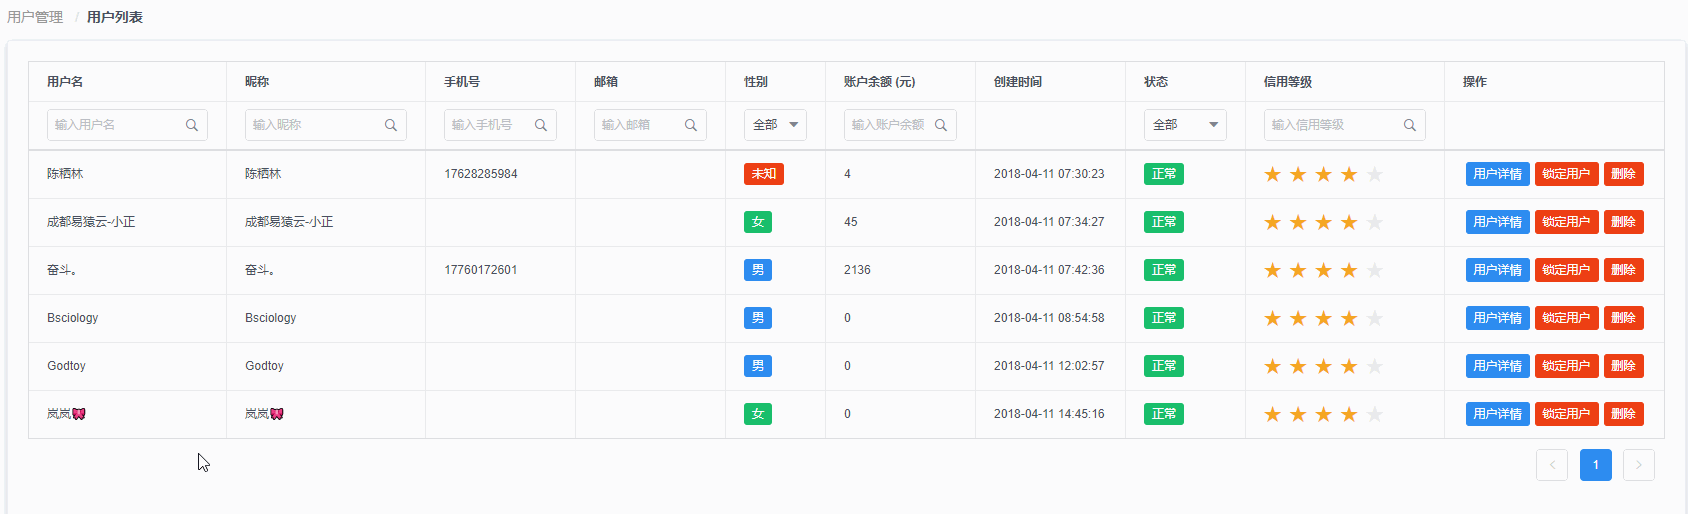 用户管理 / 用户列表
用户名 昵称 手机号 邮箱 性别 账户余额 (元) 创建时间 状态 信用等级 操作
输入用户名 输入昵称 输入手机号 输入邮箱 全部 输入账户余额 全部 输入信用等级
陈栖林 陈栖林 17628285984 未知 4 2018-04-11 07:30:23 正常 用户详情 锁定用户 删除
成都易猿云-小正 成都易猿云-小正 女 45 2018-04-11 07:34:27 正常 用户详情 锁定用户 删除
奋斗。 奋斗。 17760172601 男 2136 2018-04-11 07:42:36 正常 用户详情 锁定用户 删除
Bsciology Bsciology 男 0 2018-04-11 08:54:58 正常 用户详情 锁定用户 删除
Godtoy Godtoy 男 0 2018-04-11 12:02:57 正常 用户详情 锁定用户 删除
岚岚🎀 岚岚🎀 女 0 2018-04-11 14:45:16 正常 用户详情 锁定用户 删除
1